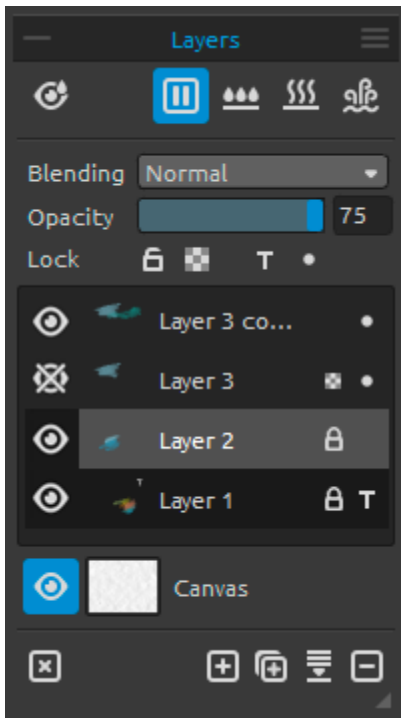 Layers
Blending Normal
Opacity 75
Lock T
Layer 3 co...
Layer 3
Layer 2
T
Layer 1 T
Canvas